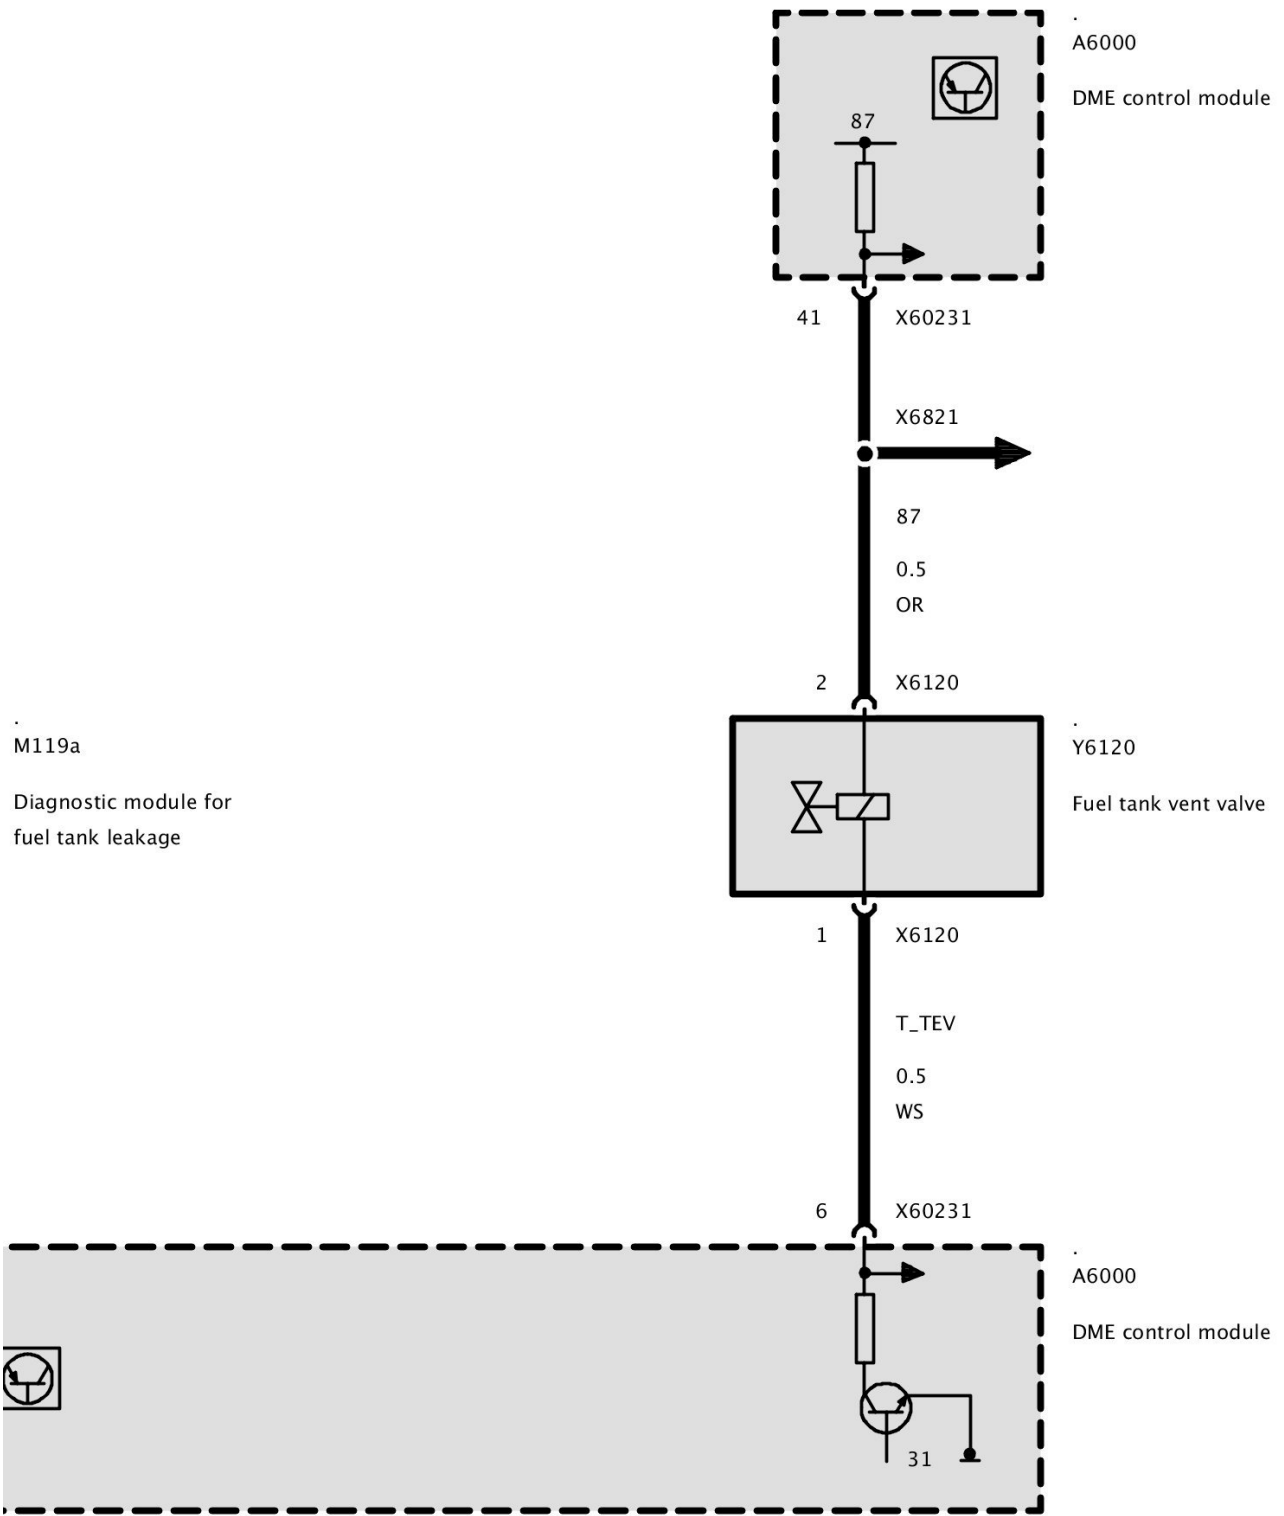 .
A6000
DME control module
87
41 X60231
X6821
87
0.5
OR
2 X6120
.
M119a
Diagnostic module for
fuel tank leakage
.
Y6120
Fuel tank vent valve
1 X6120
T_TEV
0.5
WS
6 X60231
.
A6000
DME control module
31